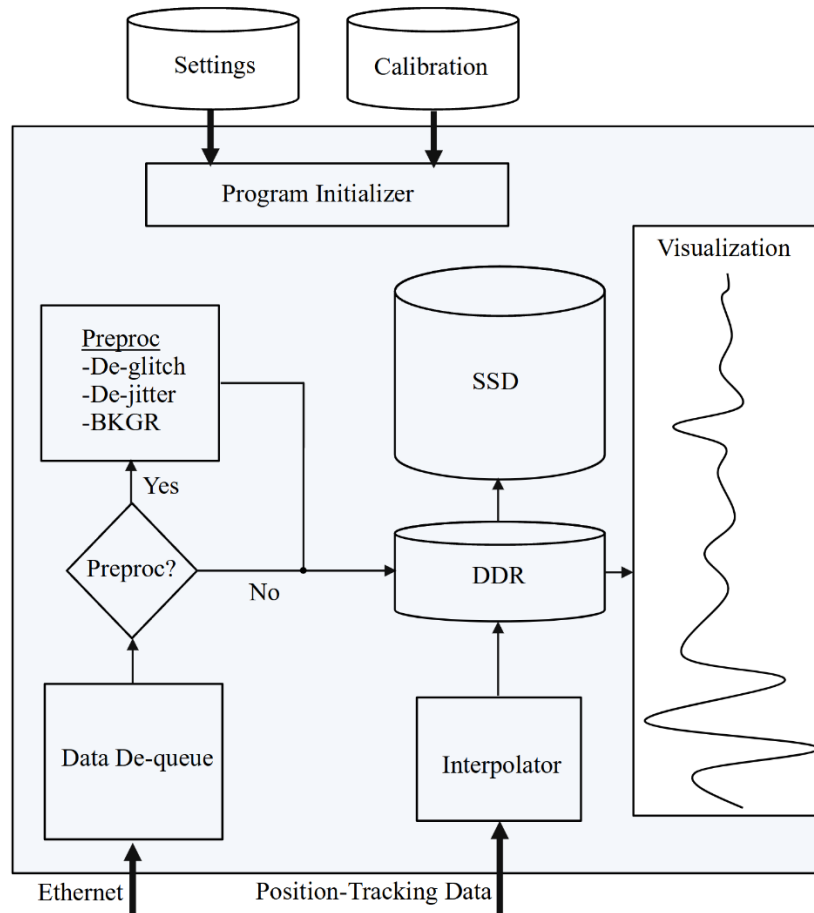 Settings
Calibration
Program Initializer
Visualization
Preproc
-De-glitch
-De-jitter
-BKGR
SSD
Yes
Preproc?
No
DDR
Data De-queue
Interpolator
Ethernet
Position-Tracking Data